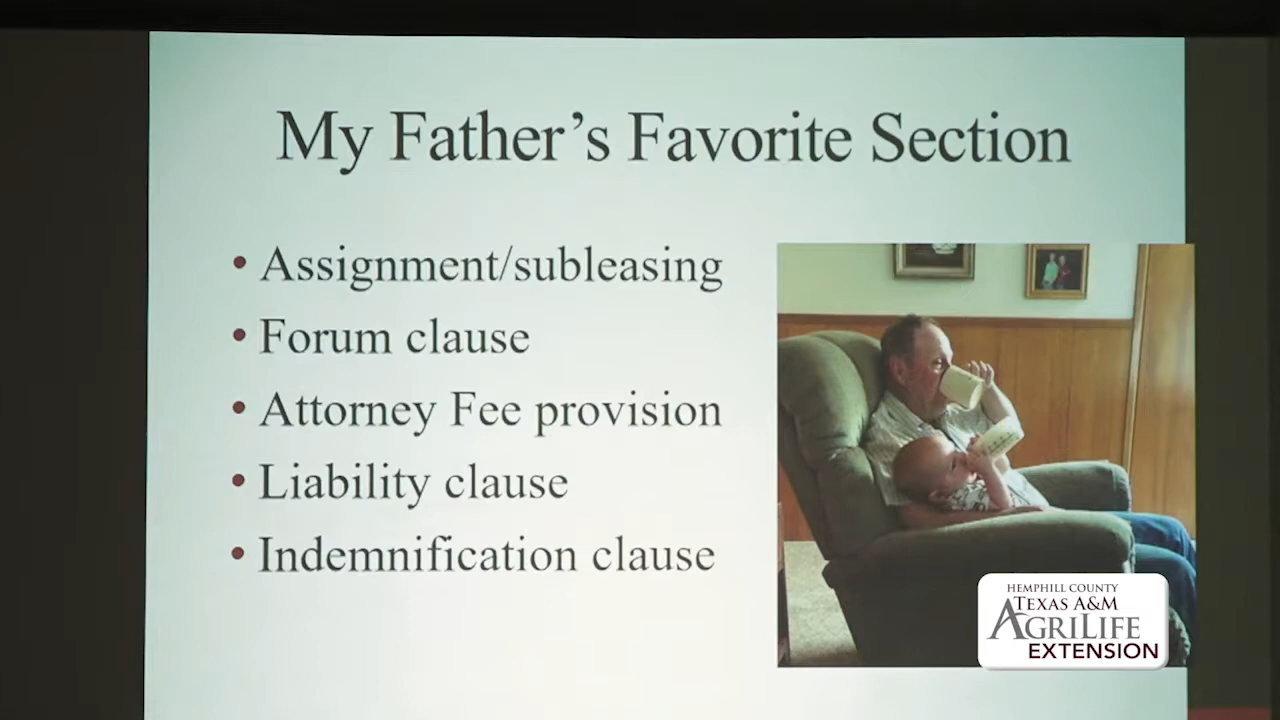 My Father's Favorite Section
• Assignment/subleasing
• Forum clause
• Attorney Fee provision
• Liability clause
• Indemnification clause
HEMPHILL COUNTY
TEXAS A&M
AGRILIFE
EXTENSION